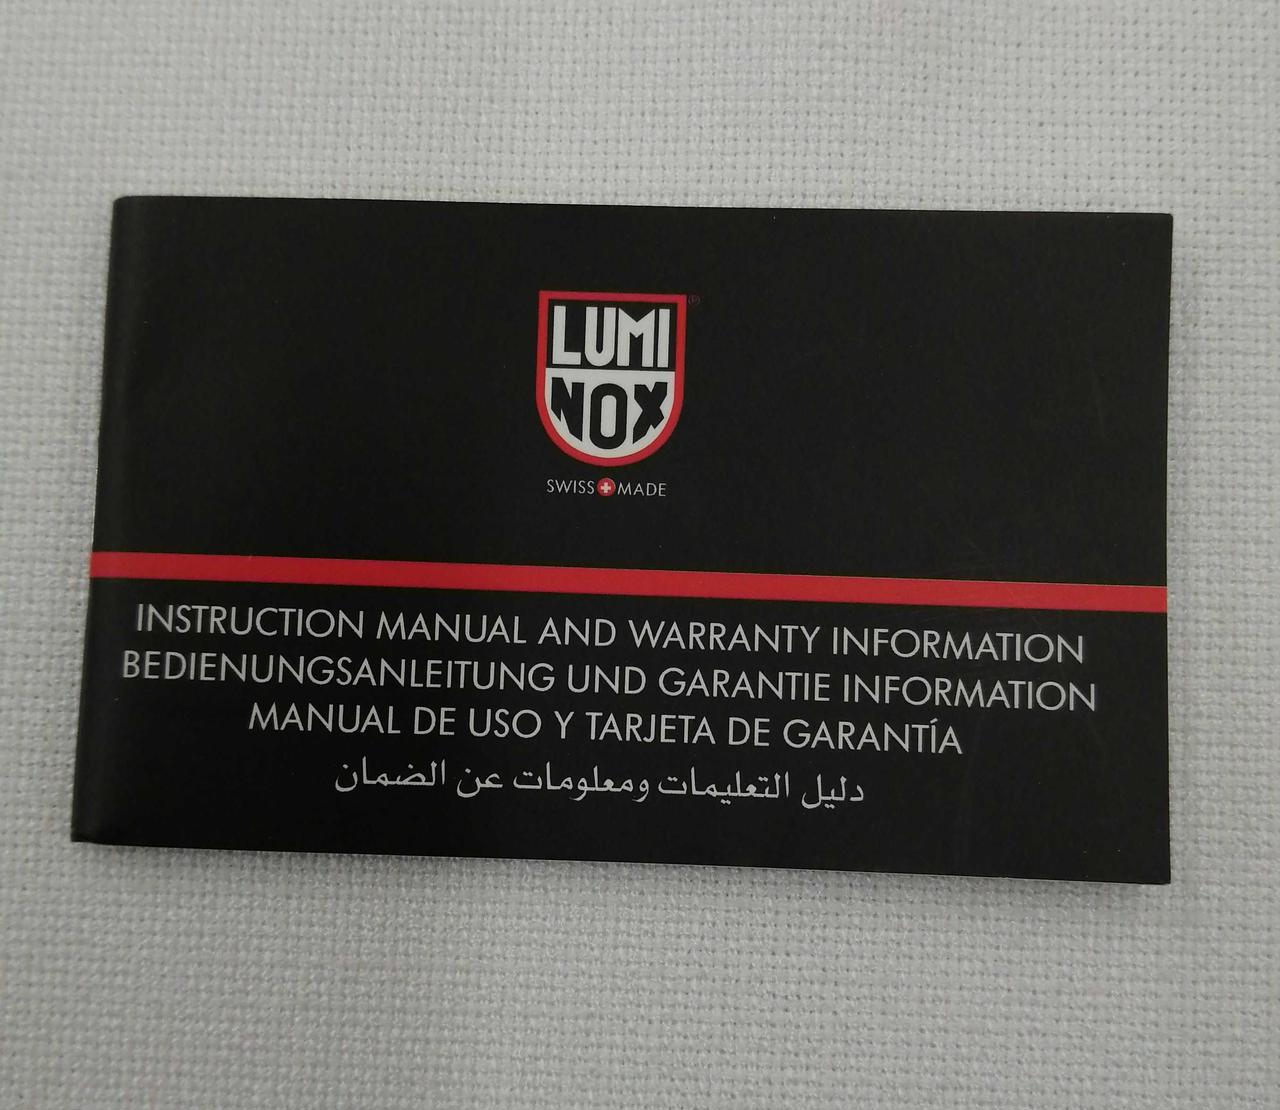 LUMI
NOX
®
SWISS MADE
INSTRUCTION MANUAL AND WARRANTY INFORMATION
BEDIENUNGSANLEITUNG UND GARANTIE INFORMATION
MANUAL DE USO Y TARJETA DE GARANTÍA
دليل التعليمات ومعلومات عن الضمان